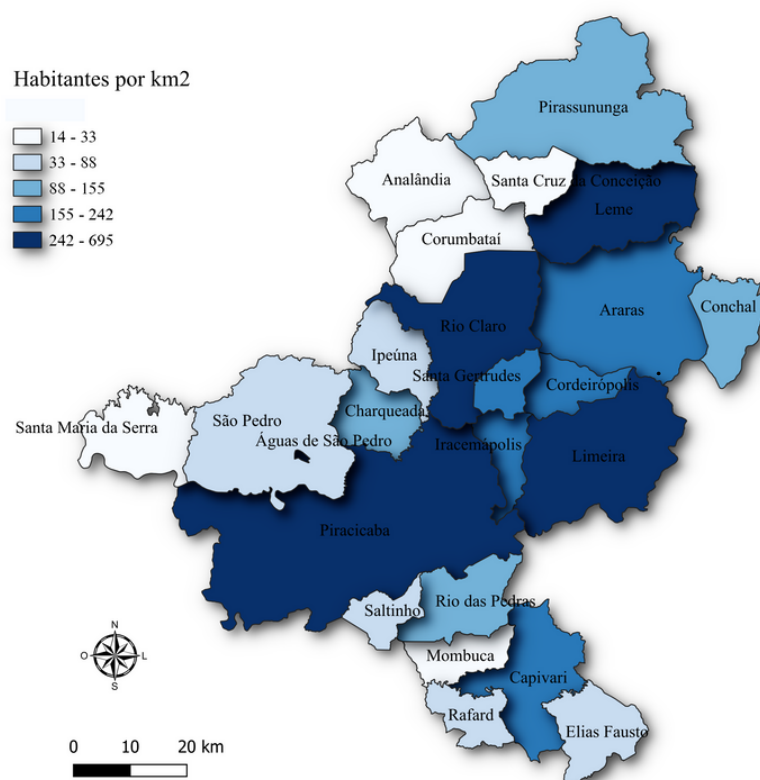 Habitantes por km2
14 - 33
33 - 88
88 - 155
155 - 242
242 - 695
Pirassununga
Analândia
Santa Cruz da Conceição
Leme
Corumbataí
Araras
Conchal
Rio Claro
Ipeúna
Santa Gertrudes
Cordeirópolis
Charqueada
São Pedro
Santa Maria da Serra
Águas de São Pedro
Iracemápolis
Limeira
Piracicaba
Saltinho
Rio das Pedras
Mombuca
Capivari
Rafard
Elias Fausto
N
O L
S
0 10 20 km